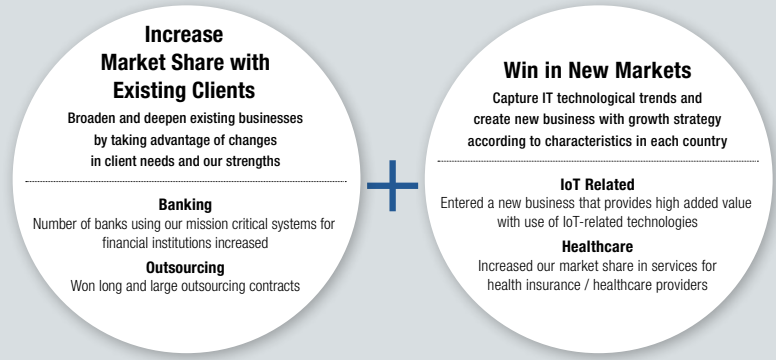 Increase
Market Share with
Existing Clients
Broaden and deepen existing businesses
by taking advantage of changes
in client needs and our strengths
Banking
Number of banks using our mission critical systems for
financial institutions increased
Outsourcing
Won long and large outsourcing contracts
+
Win in New Markets
Capture IT technological trends and
create new business with growth strategy
according to characteristics in each country
IoT Related
Entered a new business that provides high added value
with use of IoT-related technologies
Healthcare
Increased our market share in services for
health insurance / healthcare providers